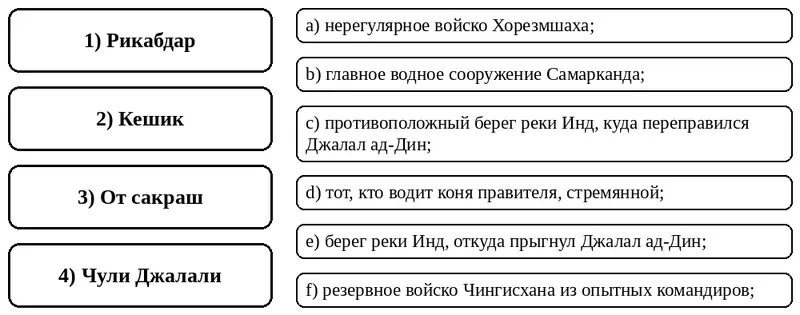 1) Рикабдар
2) Кешик
3) От сакраш
4) Чули Джалали
a) нерегулярное войско Хорезмшаха;
b) главное водное сооружение Самарканда;
c) противоположный берег реки Инд, куда переправился
Джалал ад-Дин;
d) тот, кто водит коня правителя, стремянной;
e) берег реки Инд, откуда прыгнул Джалал ад-Дин;
f) резервное войско Чингисхана из опытных командиров;